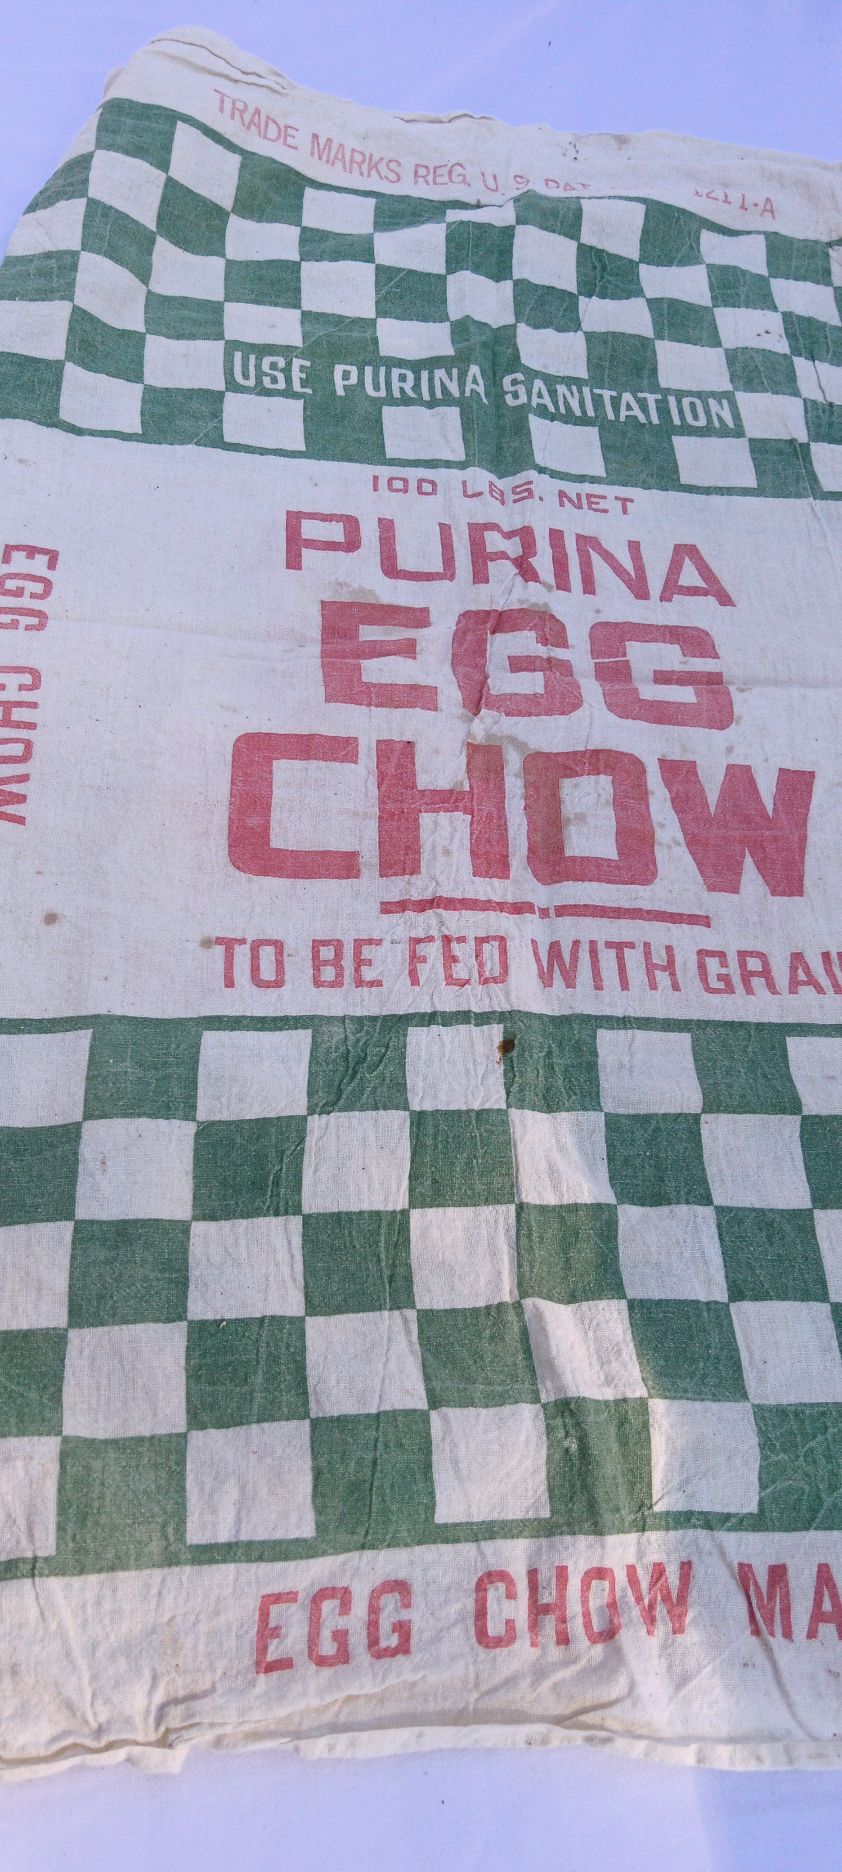 TRADE MARKS REG. U. S. PAT. 1211-A
USE PURINA SANITATION
100 LBS. NET
PURINA
EGG
CHOW
TO BE FED WITH GRAI
EGG CHOW
EGG CHOW MA